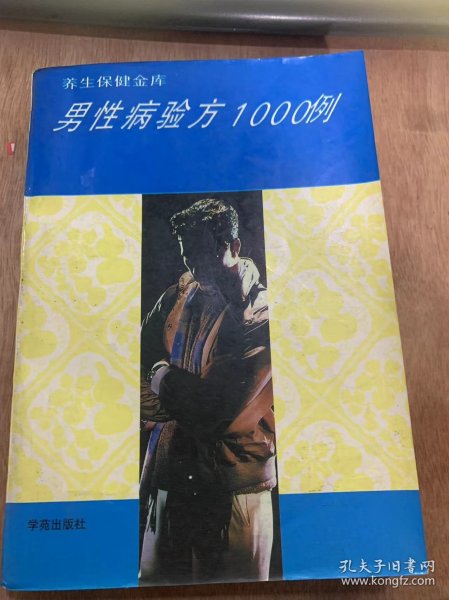 养生保健金库
男性病验方1000例
学苑出版社
孔夫子旧书网
www.kongfz.com